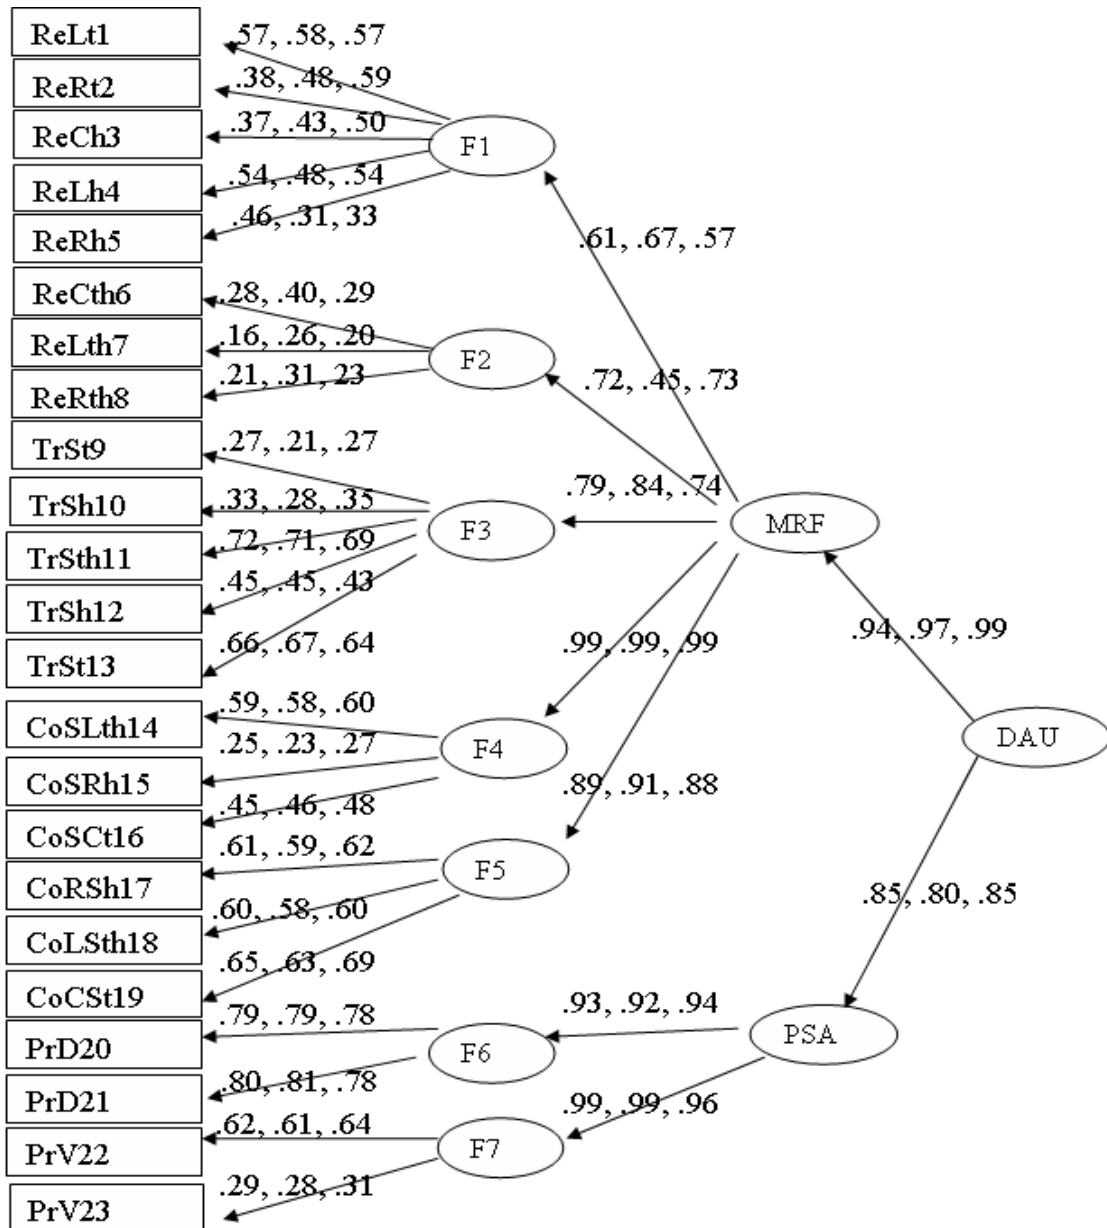 ReLt1 .57, .58, .57
ReRt2 .38, .48, .59
ReCh3 .37, .43, .50
F1
ReLh4 .54, .48, .54
ReRh5 .46, .31, 33
.61, .67, .57
ReCth6 .28, .40, .29
ReLth7 .16, .26, .20
F2
ReRth8 .21, .31, 23
.72, .45, .73
TrSt9 .27, .21, .27
TrSh10 .33, .28, .35
.79, .84, .74
F3
MRF
TrSth11 .72, .71, .69
TrSh12 .45, .45, .43
TrSt13 .66, .67, .64
.99, .99, .99
.94, .97, .99
CoSLth14 .59, .58, .60
F4
DAU
CoSRh15 .25, .23, .27
CoSCt16 .45, .46, .48
.89, .91, .88
CoRSh17 .61, .59, .62
F5
CoLSth18 .60, .58, .60
.85, .80, .85
CoCSt19 .65, .63, .69
PrD20 .79, .79, .78
.93, .92, .94
F6
PSA
PrD21 .80, .81, .78
.99, .99, .96
PrV22 .62, .61, .64
F7
PrV23 .29, .28, .31